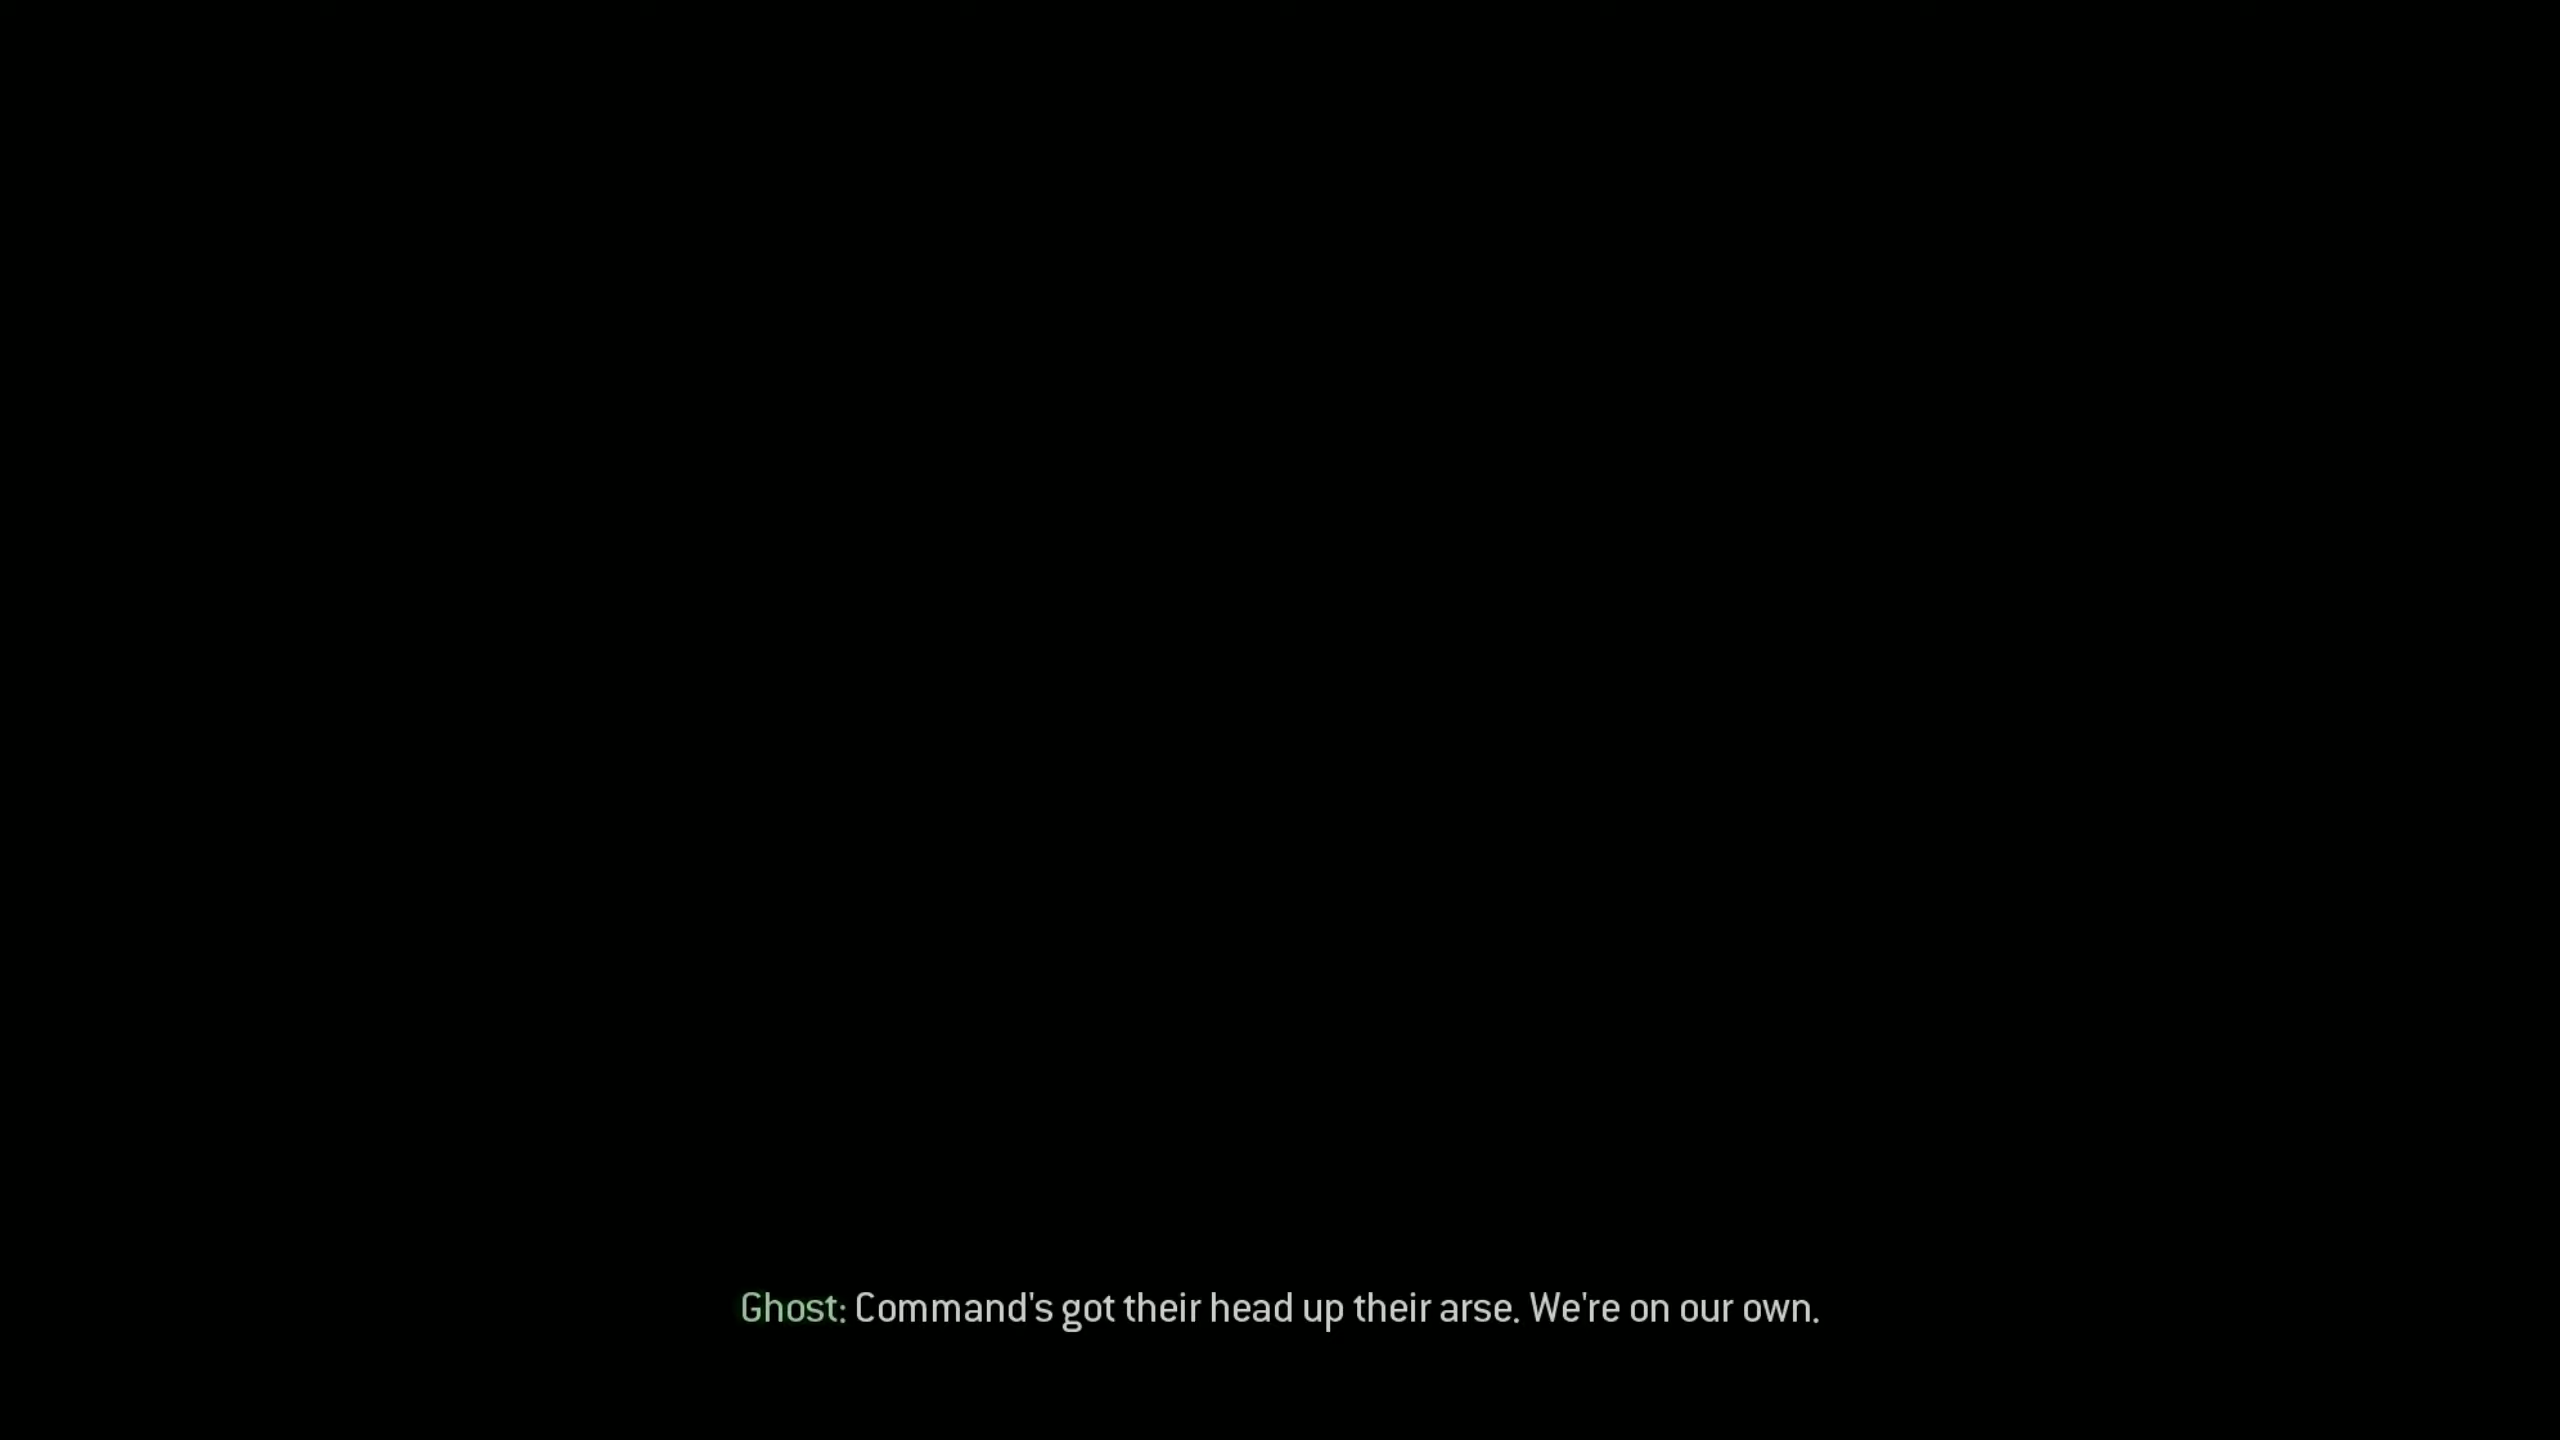 Ghost: Command's got their head up their arse. We're on our own.